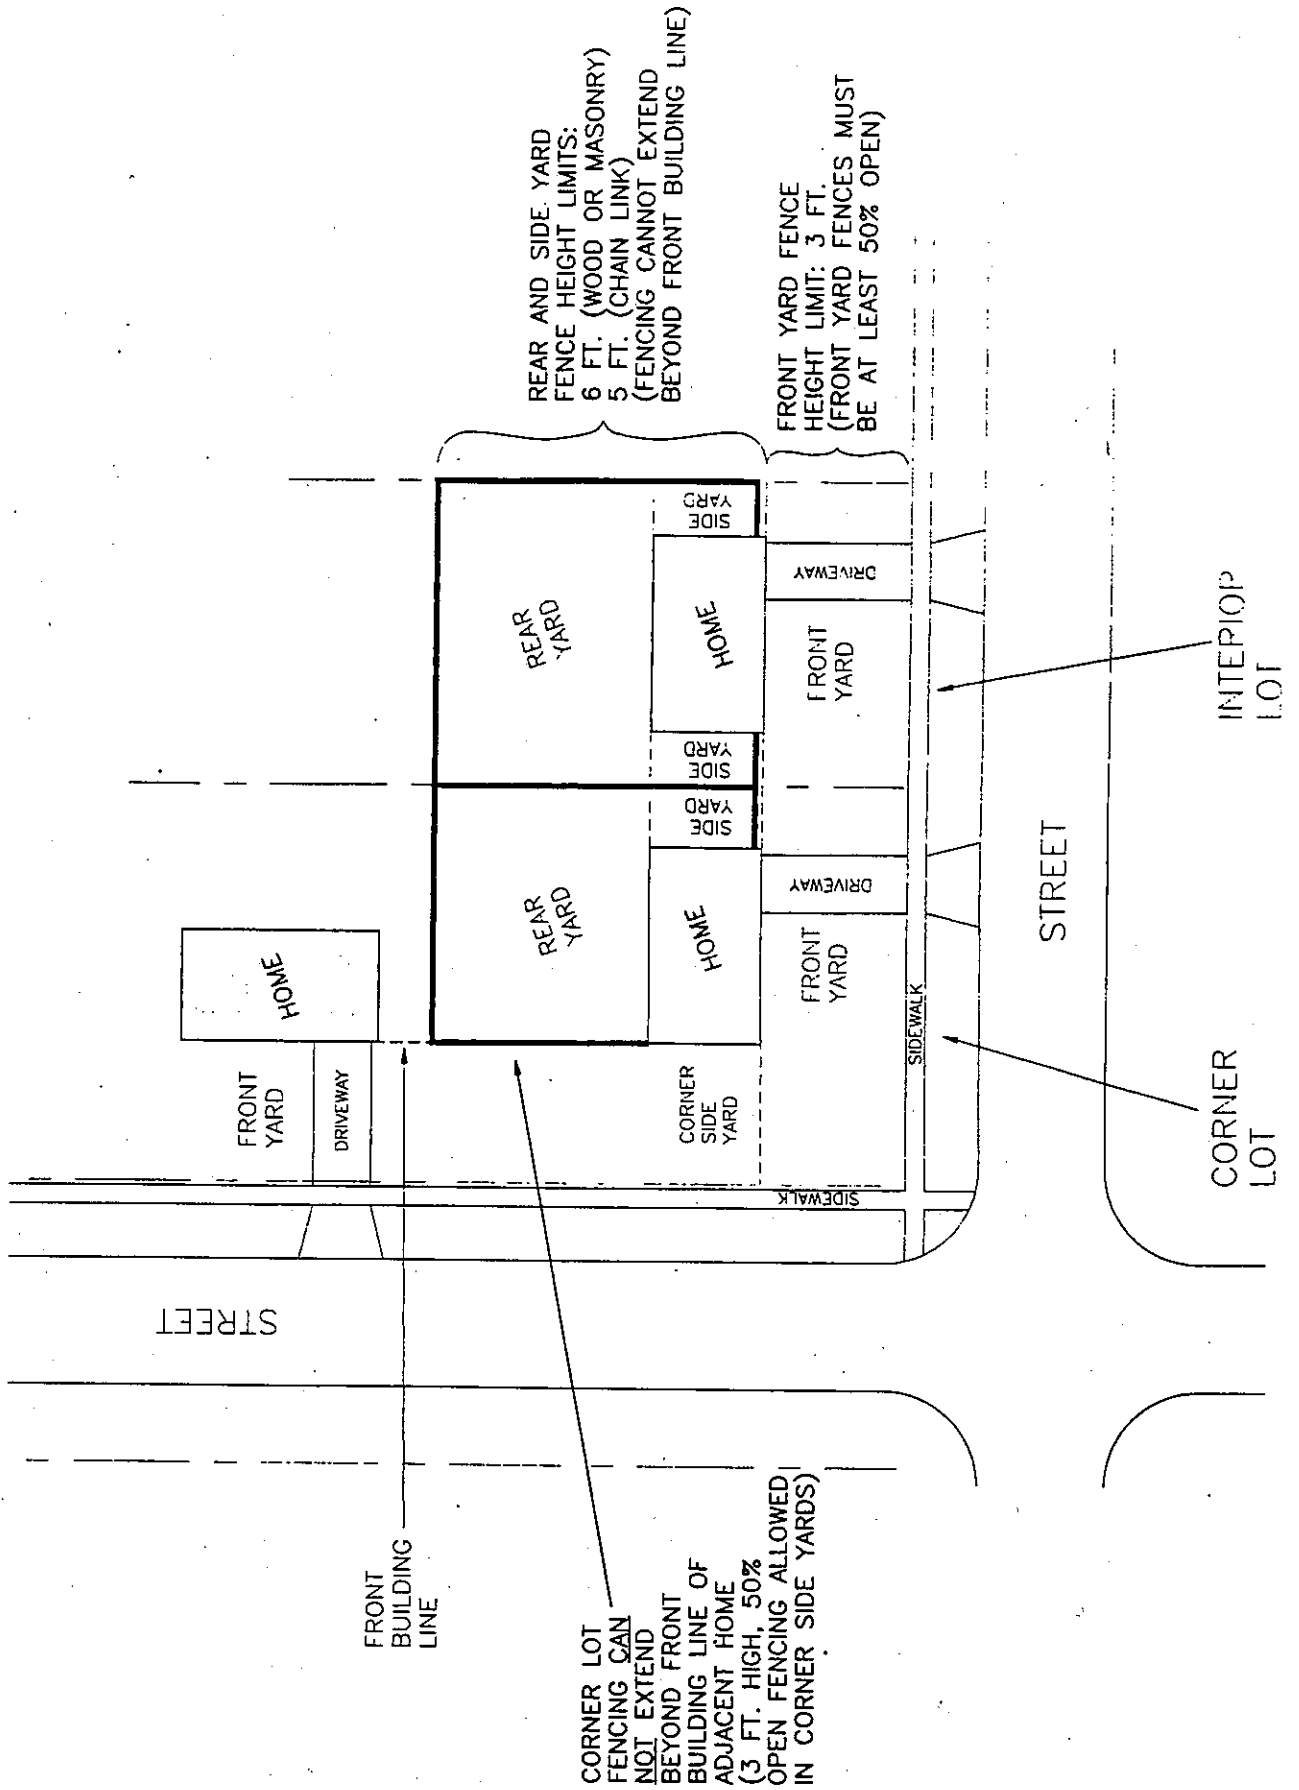 REAR AND SIDE YARD
FENCE HEIGHT LIMITS:
6 FT. (WOOD OR MASONRY)
5 FT. (CHAIN LINK)
(FENCING CANNOT EXTEND
BEYOND FRONT BUILDING LINE)
FRONT YARD FENCE
HEIGHT LIMIT: 3 FT.
(FRONT YARD FENCES MUST
BE AT LEAST 50% OPEN)
SIDE
YARD
REAR
YARD
HOME
DRIVEWAY
FRONT
YARD
SIDE
YARD
SIDE
YARD
REAR
YARD
HOME
DRIVEWAY
FRONT
YARD
INTERIOP
LOT
STREET
SIDEWALK
HOME
FRONT
YARD
DRIVEWAY
CORNER
SIDE
YARD
SIDEWALK
CORNER
LOT
STREET
FRONT
BUILDING
LINE
CORNER LOT
FENCING CAN
NOT EXTEND
BEYOND FRONT
BUILDING LINE OF
ADJACENT HOME
(3 FT. HIGH, 50%
OPEN FENCING ALLOWED
IN CORNER SIDE YARDS)